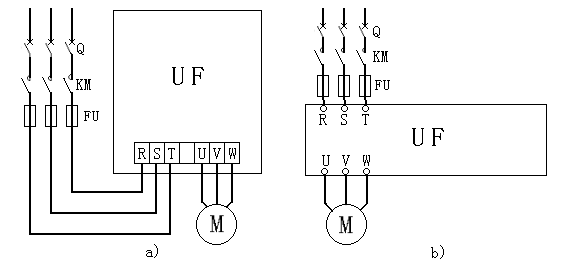 Q
KM
FU
UF
R S T U V W
M
a)
Q
KM
FU
R S T
UF
U V W
M
b)